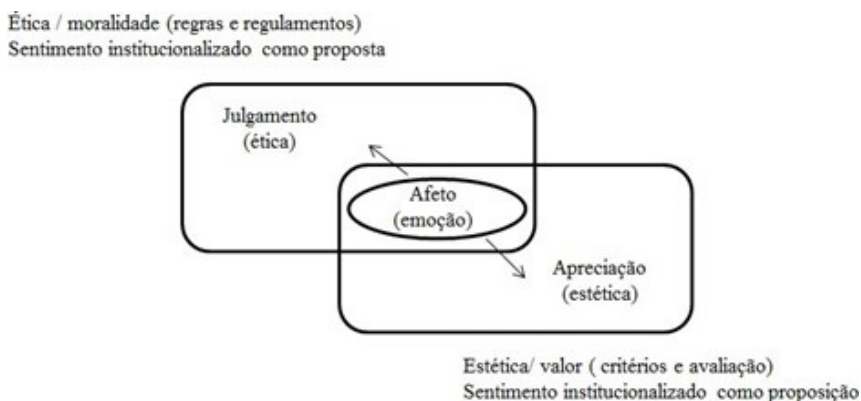 Ética / moralidade (regras e regulamentos)
Sentimento institucionalizado como proposta
Julgamento
(ética)
Afeto
(emoção)
Apreciação
(estética)
Estética/ valor ( critérios e avaliação)
Sentimento institucionalizado como proposição